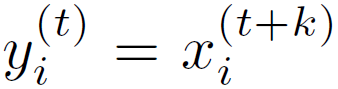 y_i^{(t)} = x_i^{(t+k)}